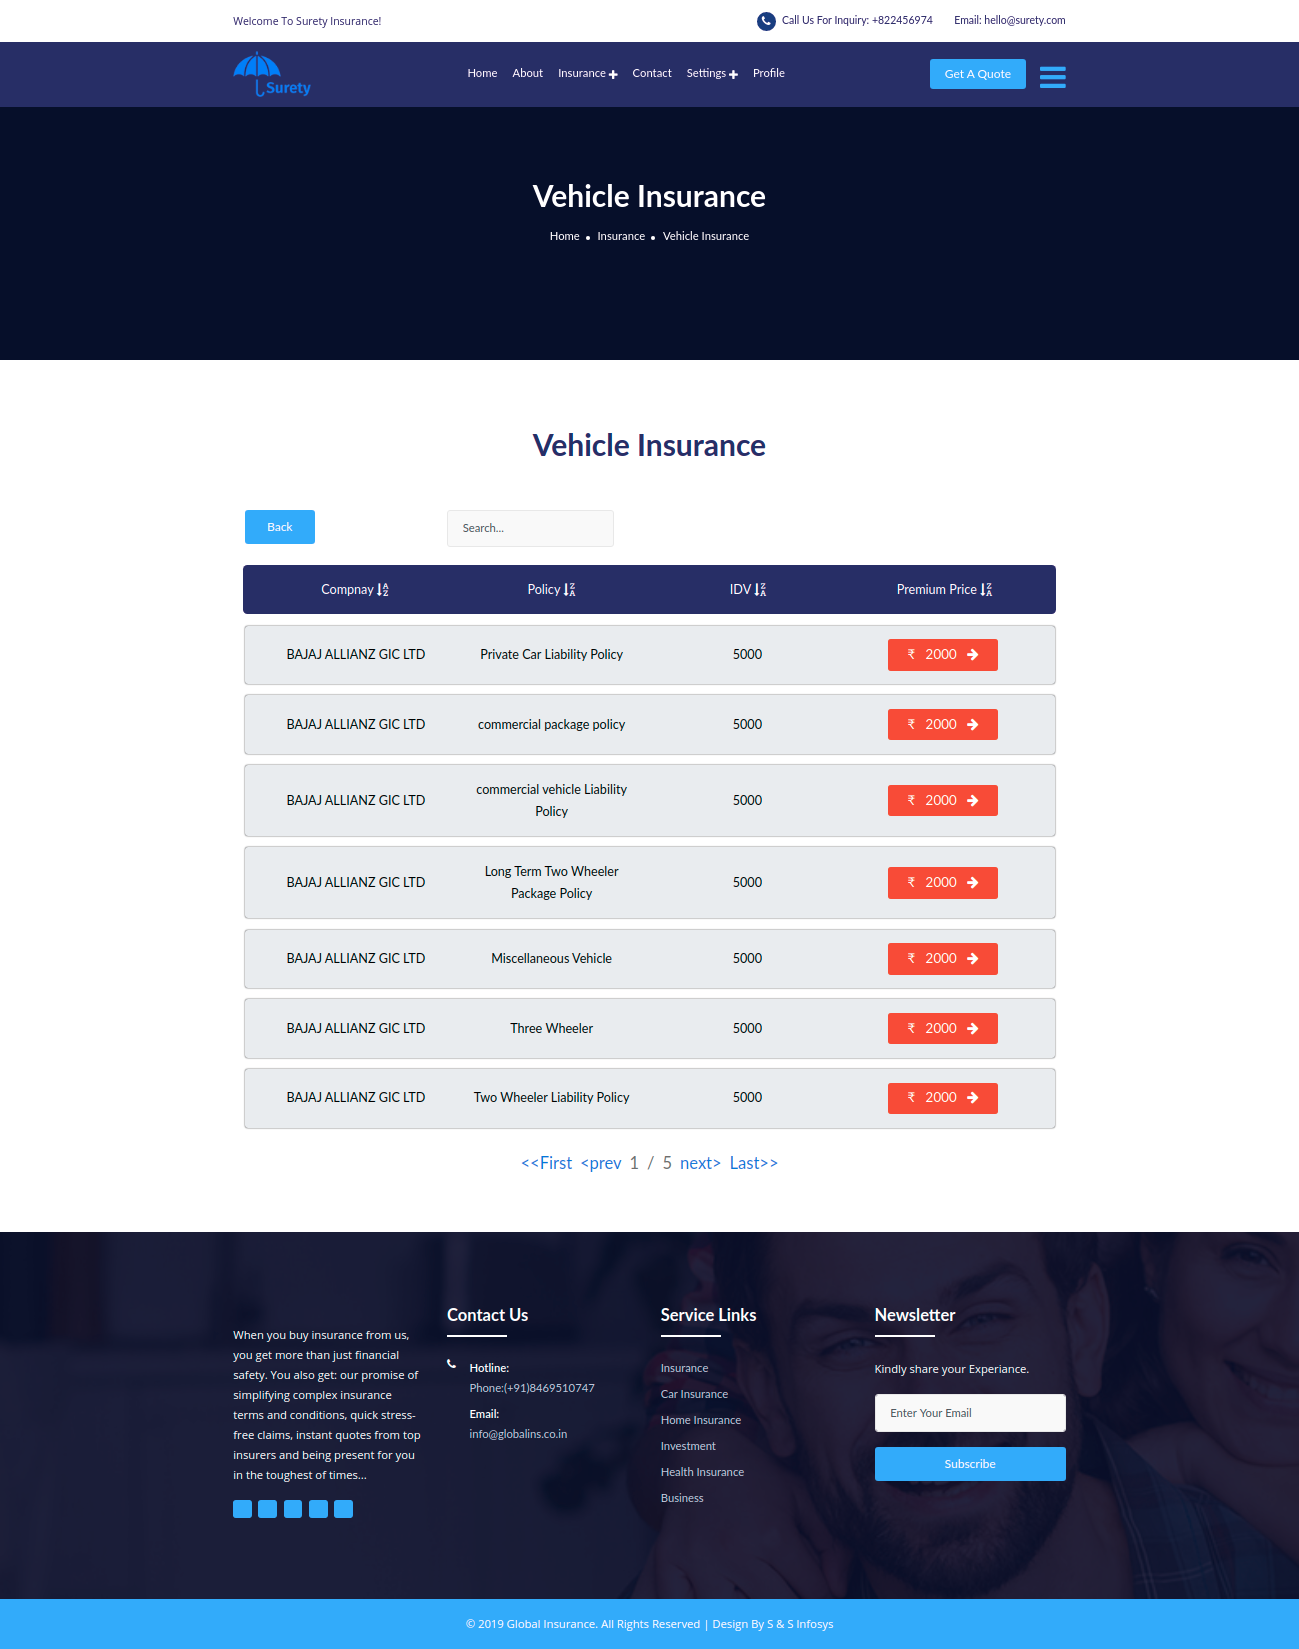 Welcome To Surety Insurance!
Call Us For Inquiry: +822456974
Email: hello@surety.com
Surety
Home
About
Insurance
Contact
Settings
Profile
Get A Quote
Vehicle Insurance
Home
Insurance
Vehicle Insurance
Vehicle Insurance
Back
Search...
Compnay
Policy
IDV
Premium Price
BAJAJ ALLIANZ GIC LTD
Private Car Liability Policy
5000
₹ 2000
BAJAJ ALLIANZ GIC LTD
commercial package policy
5000
₹ 2000
BAJAJ ALLIANZ GIC LTD
commercial vehicle Liability
Policy
5000
₹ 2000
BAJAJ ALLIANZ GIC LTD
Long Term Two Wheeler
Package Policy
5000
₹ 2000
BAJAJ ALLIANZ GIC LTD
Miscellaneous Vehicle
5000
₹ 2000
BAJAJ ALLIANZ GIC LTD
Three Wheeler
5000
₹ 2000
BAJAJ ALLIANZ GIC LTD
Two Wheeler Liability Policy
5000
₹ 2000
<<First <prev 1 / 5 next> Last>>
When you buy insurance from us,
you get more than just financial
safety. You also get: our promise of
simplifying complex insurance
terms and conditions, quick stress-
free claims, instant quotes from top
insurers and being present for you
in the toughest of times...
Contact Us
Hotline:
Phone:(+91)8469510747
Email:
info@globalins.co.in
Service Links
Insurance
Car Insurance
Home Insurance
Investment
Health Insurance
Business
Newsletter
Kindly share your Experiance.
Enter Your Email
Subscribe
© 2019 Global Insurance. All Rights Reserved | Design By S & S Infosys